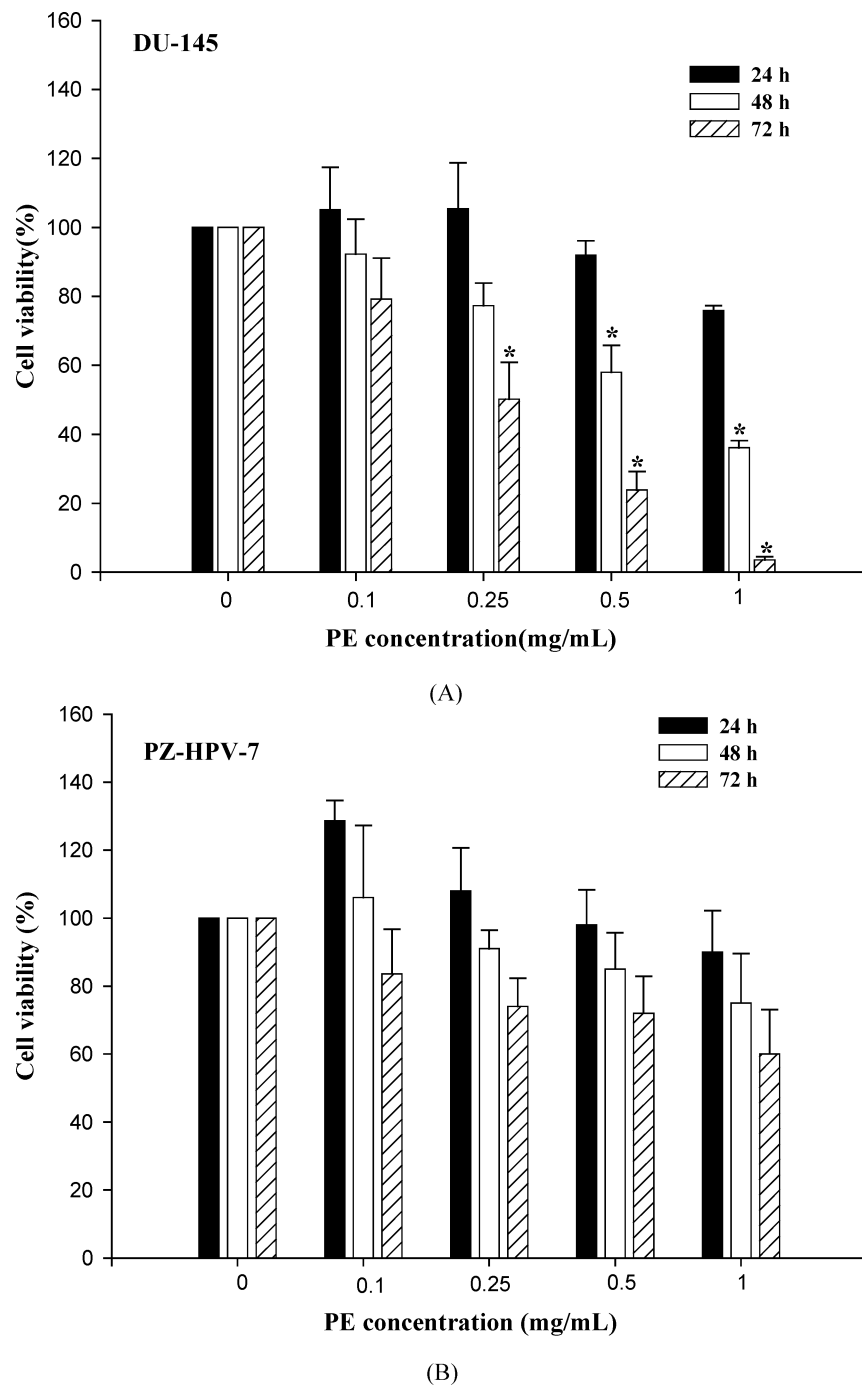 160
DU-145
24 h
140
48 h
72 h
120
100
Cell viability(%)
80
*
*
60
*
40
*
20
*
0
0 0.1 0.25 0.5 1
PE concentration(mg/mL)
(A)
160
24 h
PZ-HPV-7
48 h
140
72 h
120
100
Cell viability (%)
80
60
40
20
0
0 0.1 0.25 0.5 1
PE concentration (mg/mL)
(B)